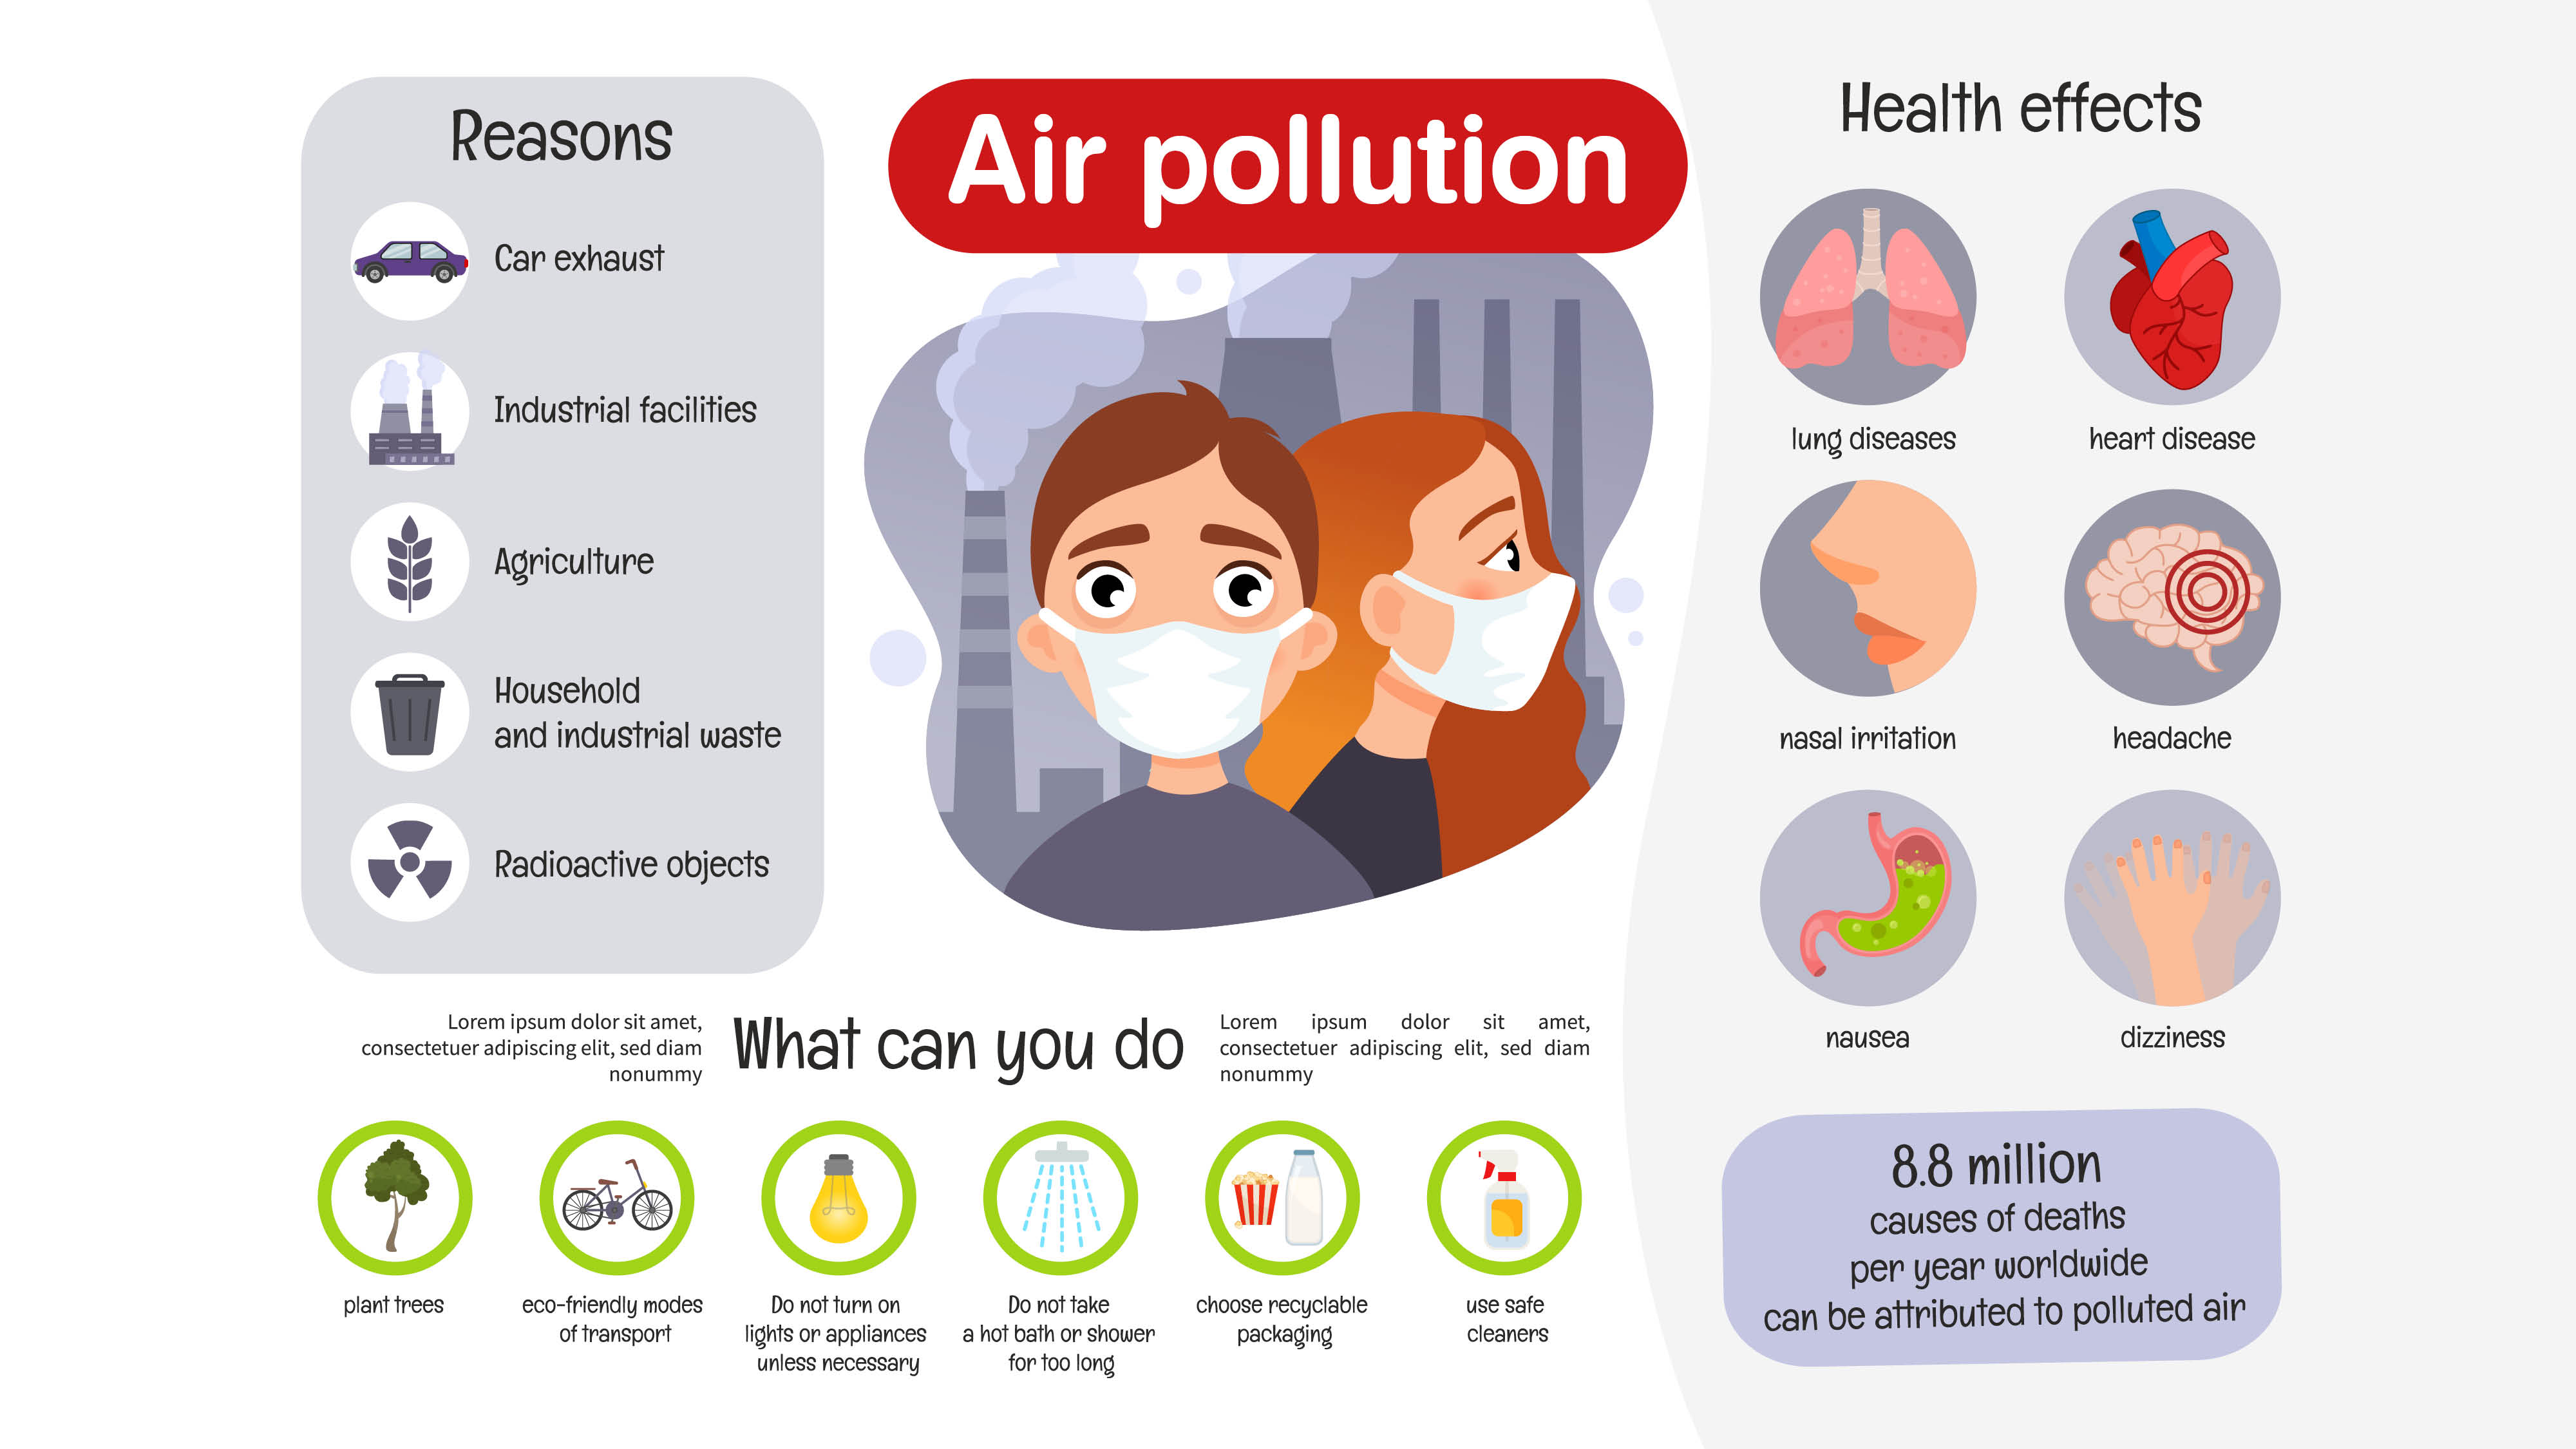 Reasons
Car exhaust
Industrial facilities
Agriculture
Household
and industrial waste
Radioactive objects
Air pollution
Health effects
lung diseases
heart disease
nasal irritation
headache
nausea
dizziness
8.8 million
causes of deaths
per year worldwide
can be attributed to polluted air
Lorem ipsum dolor sit amet,
consectetuer adipiscing elit, sed diam
nonummy
What can you do
Lorem ipsum dolor sit amet,
consectetuer adipiscing elit, sed diam
nonummy
plant trees
eco-friendly modes
of transport
Do not turn on
lights or appliances
unless necessary
Do not take
a hot bath or shower
for too long
choose recyclable
packaging
use safe
cleaners